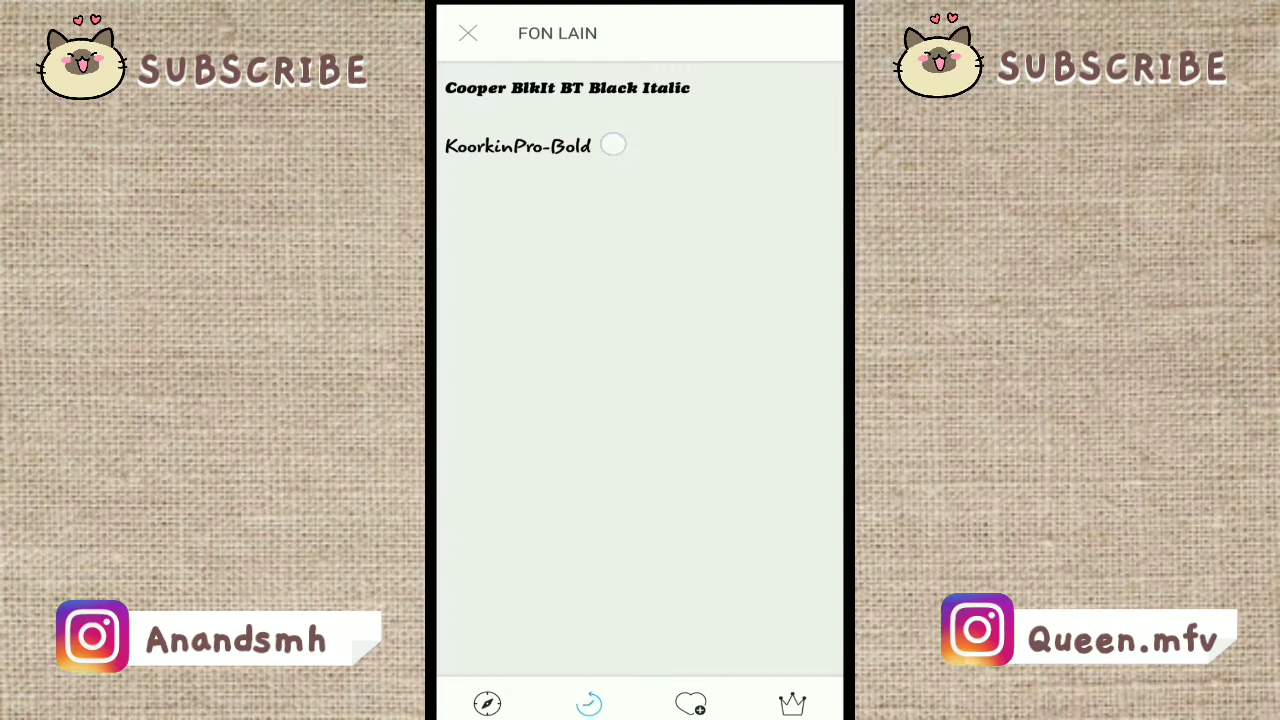 SUBSCRIBE
FON LAIN
SUBSCRIBE
Cooper BlkIt BT Black Italic
KoorkinPro-Bold
Anandsmh
Queen.mfv